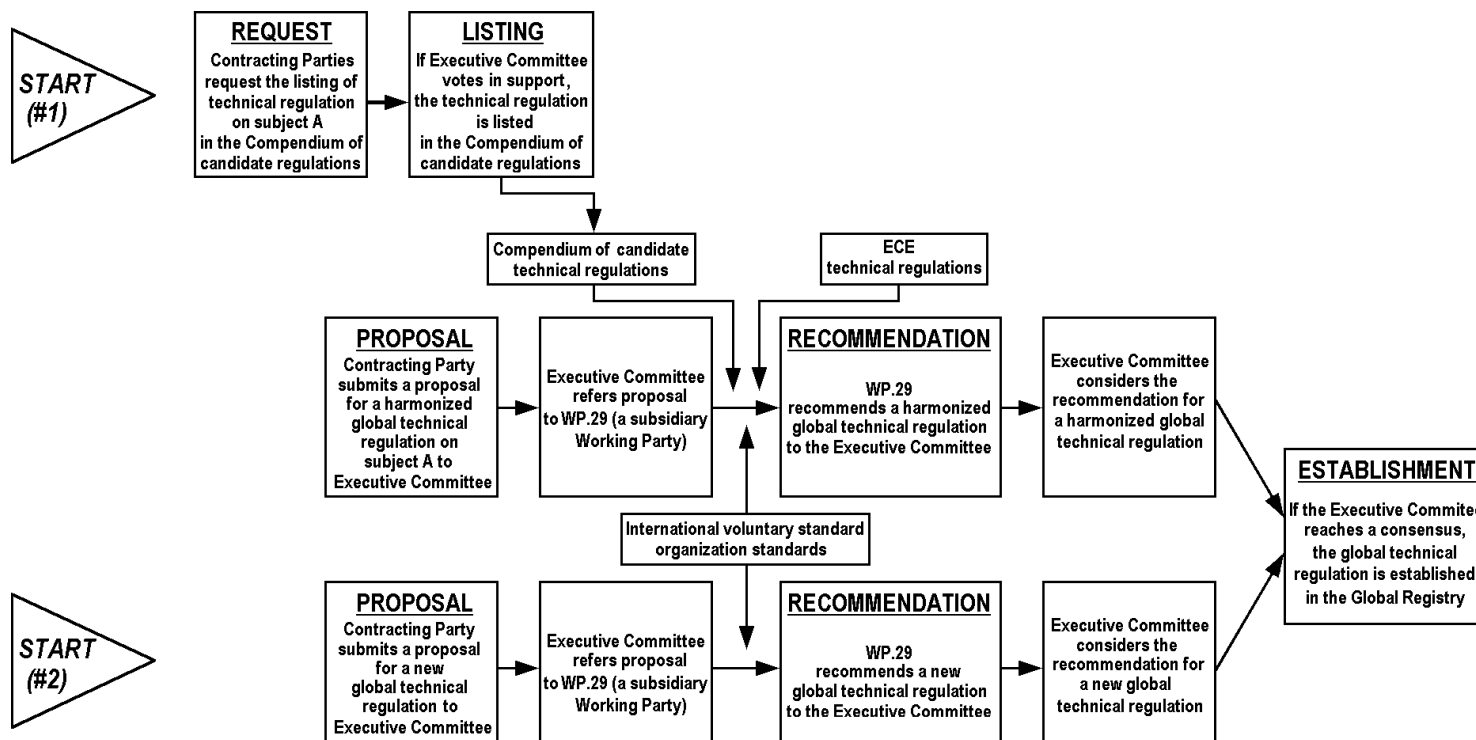 START
(#1)
REQUEST
Contracting Parties
request the listing of
technical regulation
on subject A
in the Compendium of
candidate regulations
LISTING
If Executive Committee
votes in support,
the technical regulation
is listed
in the Compendium of
candidate regulations
Compendium of candidate
technical regulations
ECE
technical regulations
PROPOSAL
Contracting Party
submits a proposal
for a harmonized
global technical
regulation on
subject A to
Executive Committee
Executive Committee
refers proposal
to WP.29 (a subsidiary
Working Party)
RECOMMENDATION
WP.29
recommends a harmonized
global technical regulation
to the Executive Committee
Executive Committee
considers the
recommendation for
a harmonized global
technical regulation
ESTABLISHMENT
If the Executive Commitee
reaches a consensus,
the global technical
regulation is established
in the Global Registry
International voluntary standard
organization standards
START
(#2)
PROPOSAL
Contracting Party
submits a proposal
for a new
global technical
regulation to
Executive Committee
Executive Committee
refers proposal
to WP.29 (a subsidiary
Working Party)
RECOMMENDATION
WP.29
recommends a new
global technical regulation
to the Executive Committee
Executive Committee
considers the
recommendation for
a new global
technical regulation